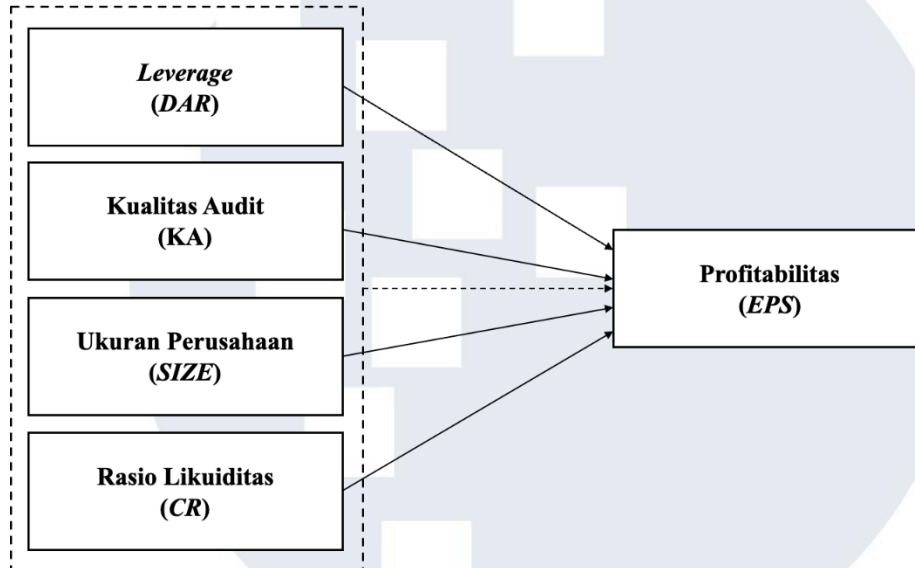 Leverage
(DAR)
Kualitas Audit
(KA)
Ukuran Perusahaan
(SIZE)
Rasio Likuiditas
(CR)
Profitabilitas
(EPS)